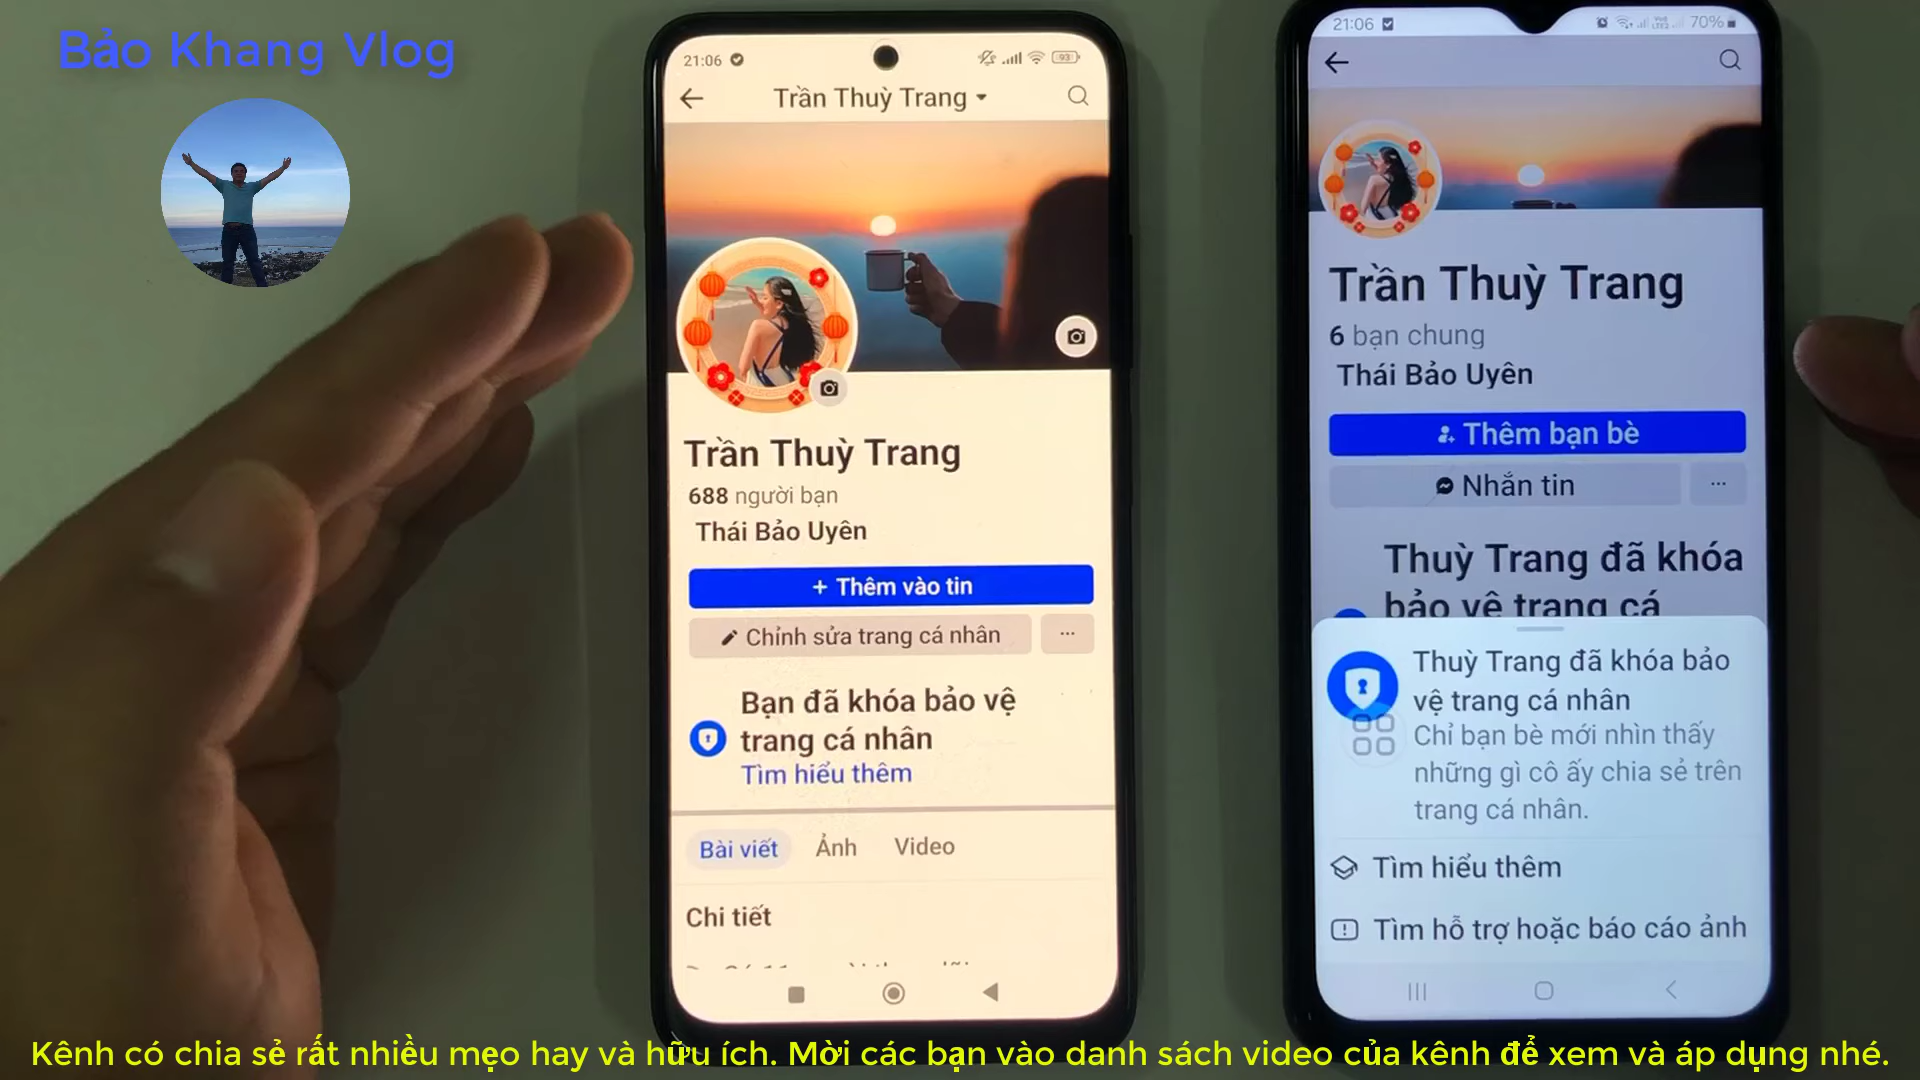 Bảo Khang Vlog
21:06
93
Trần Thuỳ Trang
Trần Thuỳ Trang
688 người bạn
Thái Bảo Uyên
+ Thêm vào tin
Chỉnh sửa trang cá nhân
...
Bạn đã khóa bảo vệ
trang cá nhân
Tìm hiểu thêm
Bài viết Ảnh Video
Chi tiết
21:06
70%
Trần Thuỳ Trang
6 bạn chung
Thái Bảo Uyên
Thêm bạn bè
Nhắn tin
...
Thuỳ Trang đã khóa
bảo vệ trang cá
Thuỳ Trang đã khóa bảo
vệ trang cá nhân
Chỉ bạn bè mới nhìn thấy
những gì cô ấy chia sẻ trên
trang cá nhân.
Tìm hiểu thêm
Tìm hỗ trợ hoặc báo cáo ảnh
Kênh có chia sẻ rất nhiều mẹo hay và hữu ích. Mời các bạn vào danh sách video của kênh để xem và áp dụng nhé.